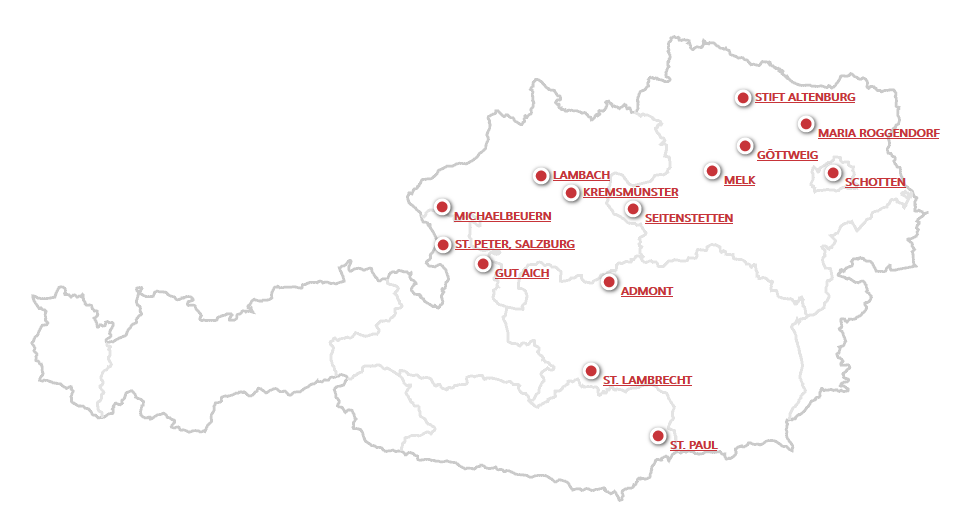 STIFT ALTENBURG
MARIA ROGGENDORF
GÖTTWEIG
MELK
SCHOTTEN
LAMBACH
KREMSMÜNSTER
SEITENSTETTEN
MICHAELBEUERN
ST. PETER, SALZBURG
GUT AICH
ADMONT
ST. LAMBRECHT
ST. PAUL